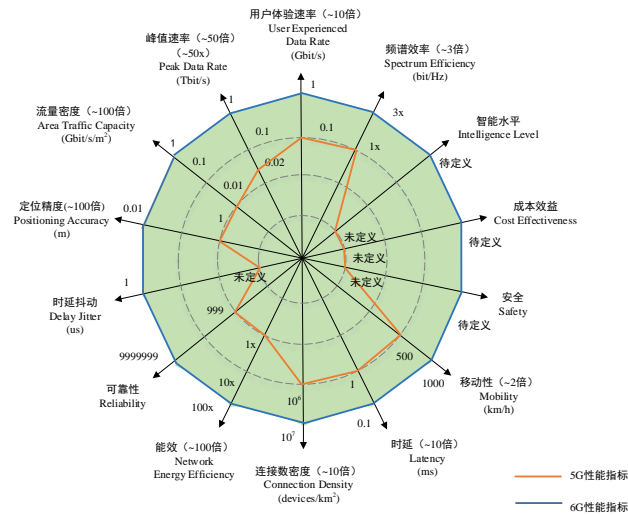 用户体验速率（~10倍）
User Experienced
Data Rate
(Gbit/s)
峰值速率（~50倍）
(~50x)
Peak Data Rate
(Tbit/s)
频谱效率（~3倍）
Spectrum Efficiency
(bit/Hz)
流量密度（~100倍）
Area Traffic Capacity
(Gbit/s/m²)
智能水平
Intelligence Level
定位精度(~100倍)
Positioning Accuracy
(m)
成本效益
Cost Effectiveness
时延抖动
Delay Jitter
(us)
安全
Safety
可靠性
Reliability
移动性（~2倍）
Mobility
(km/h)
能效（~100倍）
Network
Energy Efficiency
连接数密度（~10倍）
Connection Density
(devices/km²)
时延（~10倍）
Latency
(ms)
1
1
3x
1
0.1
0.1
1x
0.1
0.02
待定义
0.01
0.01
1
未定义
待定义
未定义
未定义
未定义
1
999
待定义
9999999
1x
500
1000
10x
1
100x
10⁶
0.1
10⁷
5G性能指标
6G性能指标